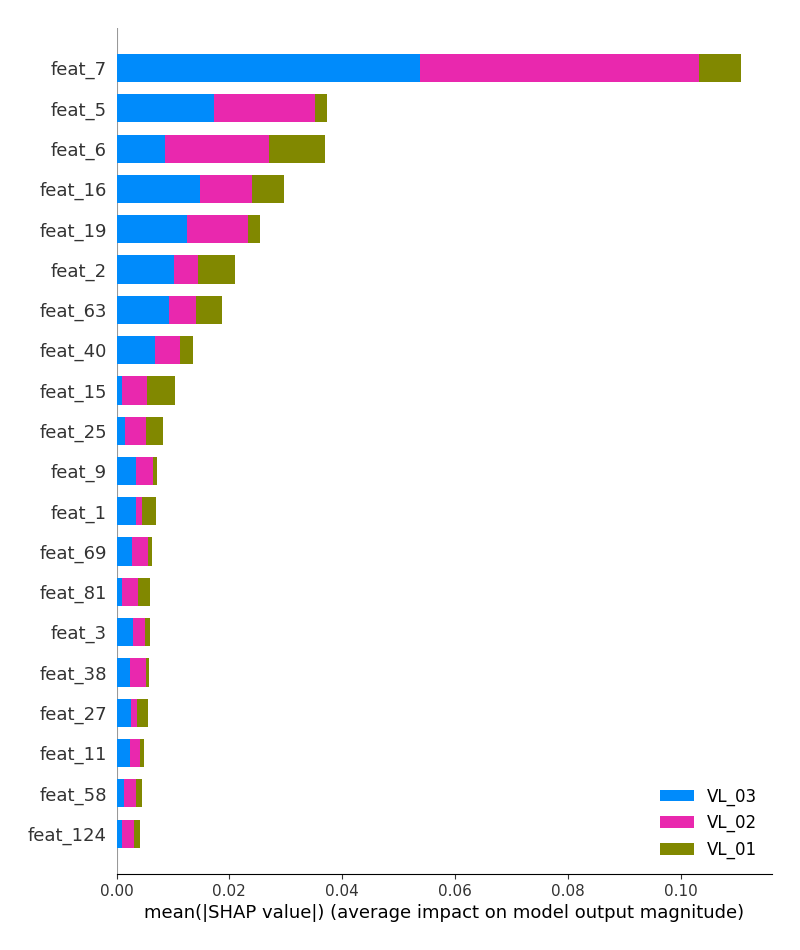 feat_7
feat_5
feat_6
feat_16
feat_19
feat_2
feat_63
feat_40
feat_15
feat_25
feat_9
feat_1
feat_69
feat_81
feat_3
feat_38
feat_27
feat_11
feat_58
feat_124
VL_03
VL_02
VL_01
0.00 0.02 0.04 0.06 0.08 0.10
mean(|SHAP value|) (average impact on model output magnitude)